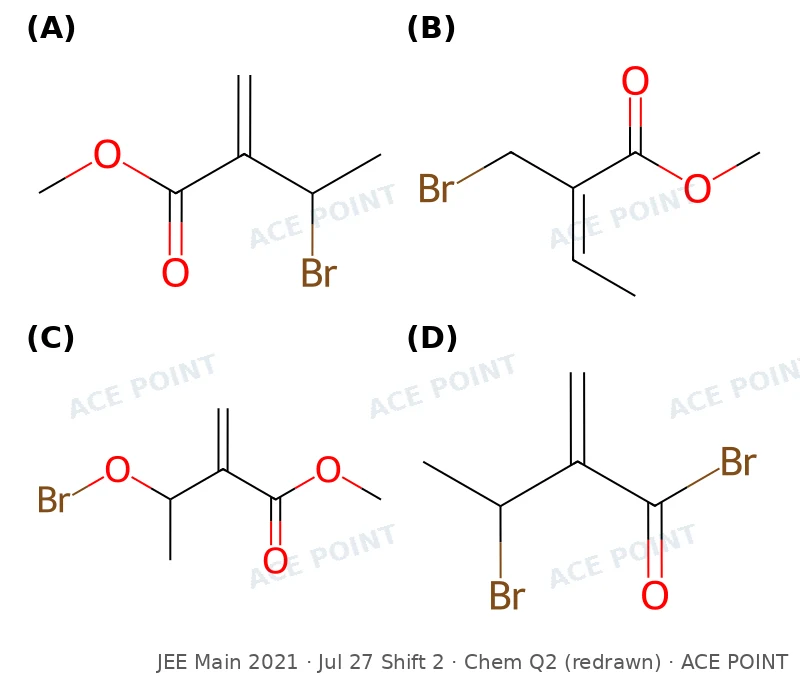 (A)
(B)
O
O
Br
O
O
Br
ACE POINT
ACE POINT
(C)
(D)
ACE POINT
ACE POINT
ACE POIN
Br
O
O
O
Br
O
Br
ACE POINT
ACE POINT
JEE Main 2021 · Jul 27 Shift 2 · Chem Q2 (redrawn) · ACE POINT